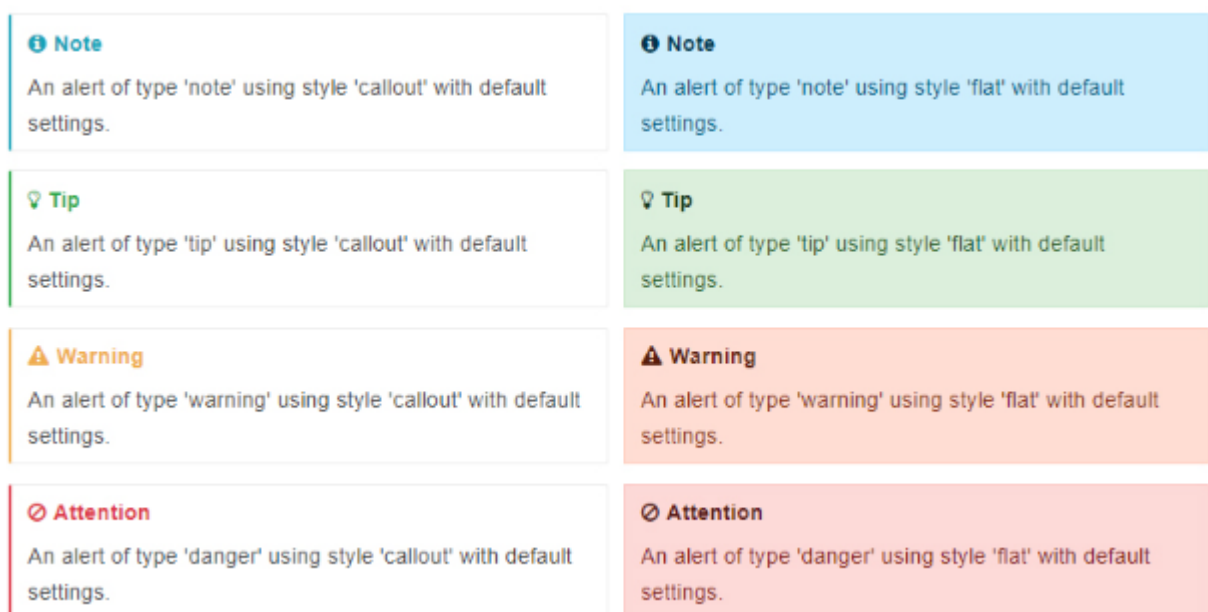 Note
An alert of type 'note' using style 'callout' with default
settings.
Note
An alert of type 'note' using style 'flat' with default
settings.
Tip
An alert of type 'tip' using style 'callout' with default
settings.
Tip
An alert of type 'tip' using style 'flat' with default
settings.
Warning
An alert of type 'warning' using style 'callout' with default
settings.
Warning
An alert of type 'warning' using style 'flat' with default
settings.
Attention
An alert of type 'danger' using style 'callout' with default
settings.
Attention
An alert of type 'danger' using style 'flat' with default
settings.